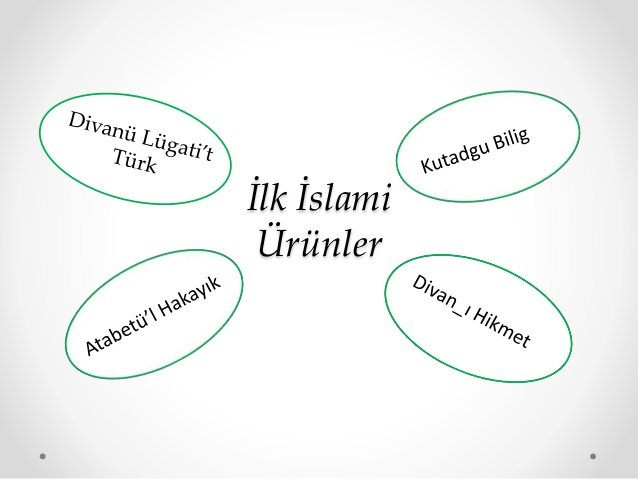 Divanü Lügati’t
Türk
Kutadgu Bilig
İlk İslami
Ürünler
Atabetü’l Hakayık
Divan_ı Hikmet